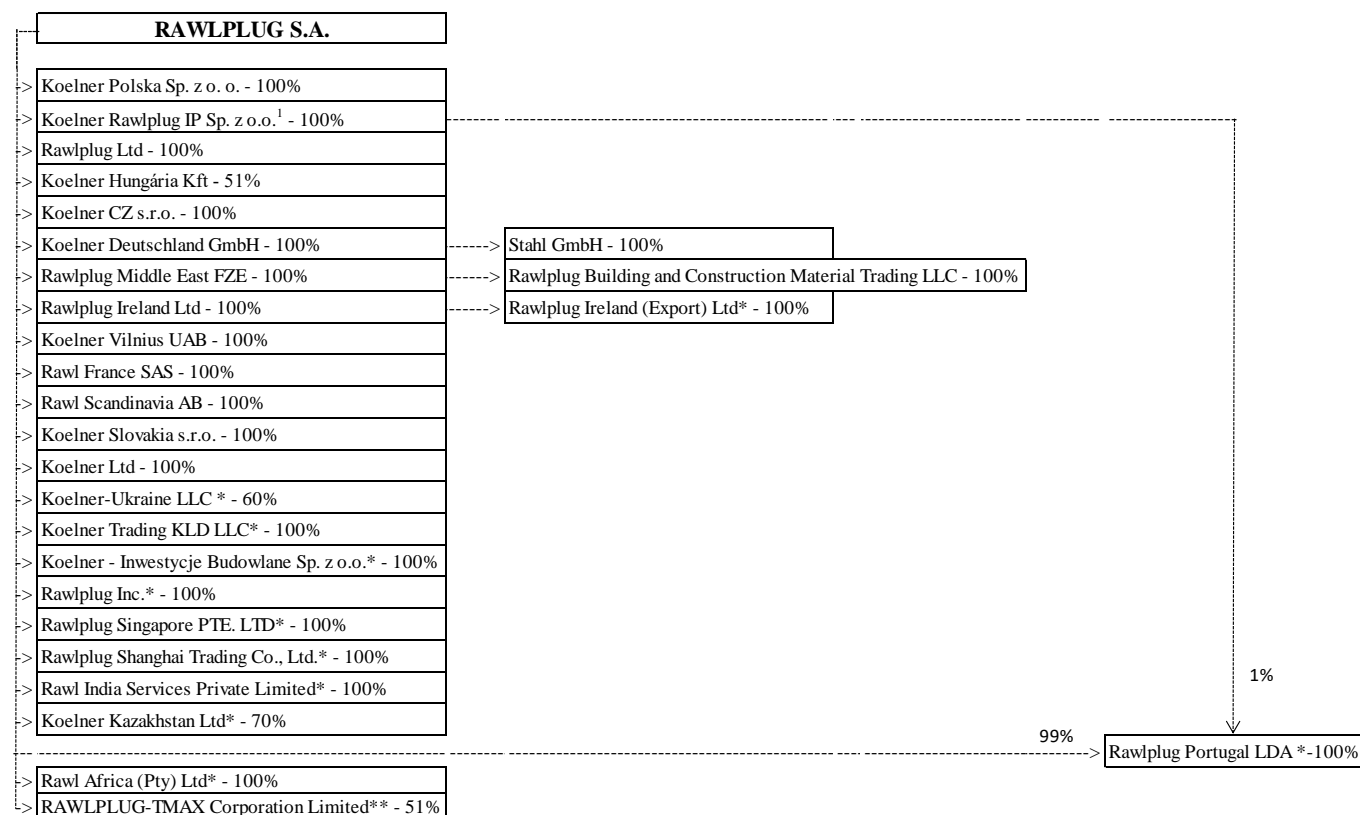 RAWLPLUG S.A.
Koelner Polska Sp. z o. o. - 100%
Koelner Rawlplug IP Sp. z o.o.¹ - 100%
Rawlplug Ltd - 100%
Koelner Hungária Kft - 51%
Koelner CZ s.r.o. - 100%
Koelner Deutschland GmbH - 100%
Stahl GmbH - 100%
Rawlplug Middle East FZE - 100%
Rawlplug Building and Construction Material Trading LLC - 100%
Rawlplug Ireland Ltd - 100%
Rawlplug Ireland (Export) Ltd* - 100%
Koelner Vilnius UAB - 100%
Rawl France SAS - 100%
Rawl Scandinavia AB - 100%
Koelner Slovakia s.r.o. - 100%
Koelner Ltd - 100%
Koelner-Ukraine LLC * - 60%
Koelner Trading KLD LLC* - 100%
Koelner - Inwestycje Budowlane Sp. z o.o.* - 100%
Rawlplug Inc.* - 100%
Rawlplug Singapore PTE. LTD* - 100%
Rawlplug Shanghai Trading Co., Ltd.* - 100%
Rawl India Services Private Limited* - 100%
1%
Koelner Kazakhstan Ltd* - 70%
99%
Rawlplug Portugal LDA *-100%
Rawl Africa (Pty) Ltd* - 100%
RAWLPLUG-TMAX Corporation Limited** - 51%